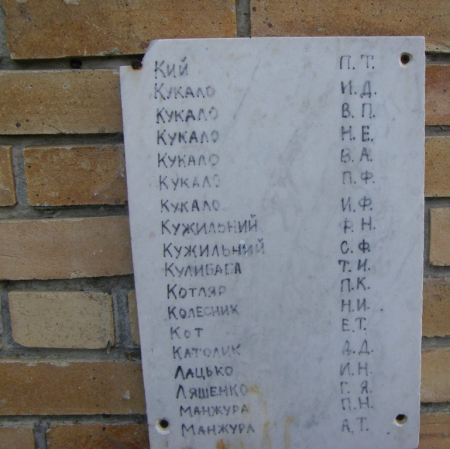 Кий П. Т.
Кукало И. Д.
Кукало В. П.
Кукало Н. Е.
Кукало В. А.
Кукало П. Ф.
Кукало И. Ф.
Кужильний Ф. Н.
Кужильний С. Ф.
Кулибаба Т. И.
Котляр П. К.
Колесник Н. И.
Кот Е. Т.
Католик Д. Д.
Лацько И. Н.
Ляшенко Г. Я.
Манжура П. Н.
Манжура А. Т.